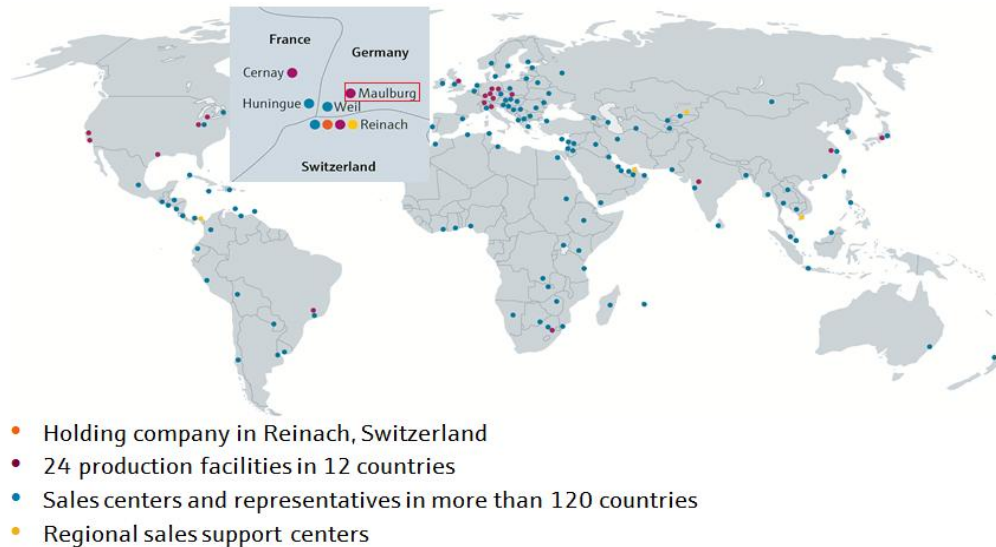 France
Germany
Cernay
Maulburg
Huningue
Weil
Reinach
Switzerland
Holding company in Reinach, Switzerland
24 production facilities in 12 countries
Sales centers and representatives in more than 120 countries
Regional sales support centers